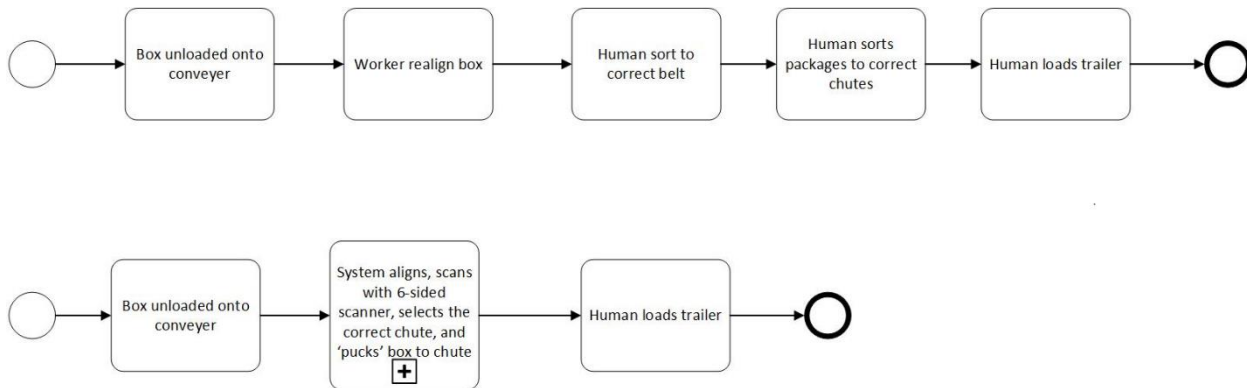 Box unloaded onto
conveyer
Worker realign box
Human sort to
correct belt
Human sorts
packages to correct
chutes
Human loads trailer
Box unloaded onto
conveyer
System aligns, scans
with 6-sided
scanner, selects the
correct chute, and
‘pucks’ box to chute
Human loads trailer